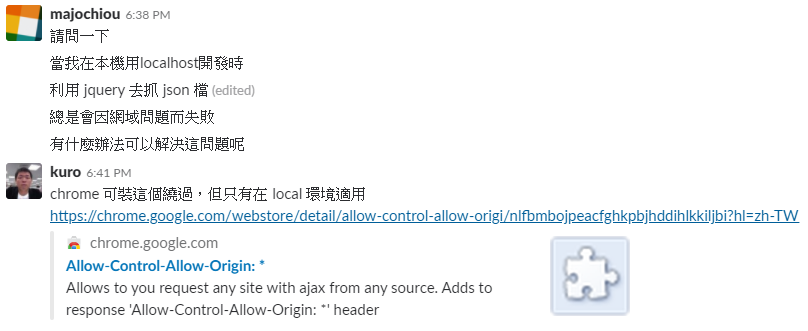 majochiou 6:38 PM
請問一下
當我在本機用localhost開發時
利用 jquery 去抓 json 檔 (edited)
總是會因網域問題而失敗
有什麼辦法可以解決這問題呢
kuro 6:41 PM
chrome 可裝這個繞過，但只有在 local 環境適用
https://chrome.google.com/webstore/detail/allow-control-allow-origi/nlfbmbojpeacfghkpbjhddihlkkiljbi?hl=zh-TW
chrome.google.com
Allow-Control-Allow-Origin: *
Allows to you request any site with ajax from any source. Adds to
response 'Allow-Control-Allow-Origin: *' header